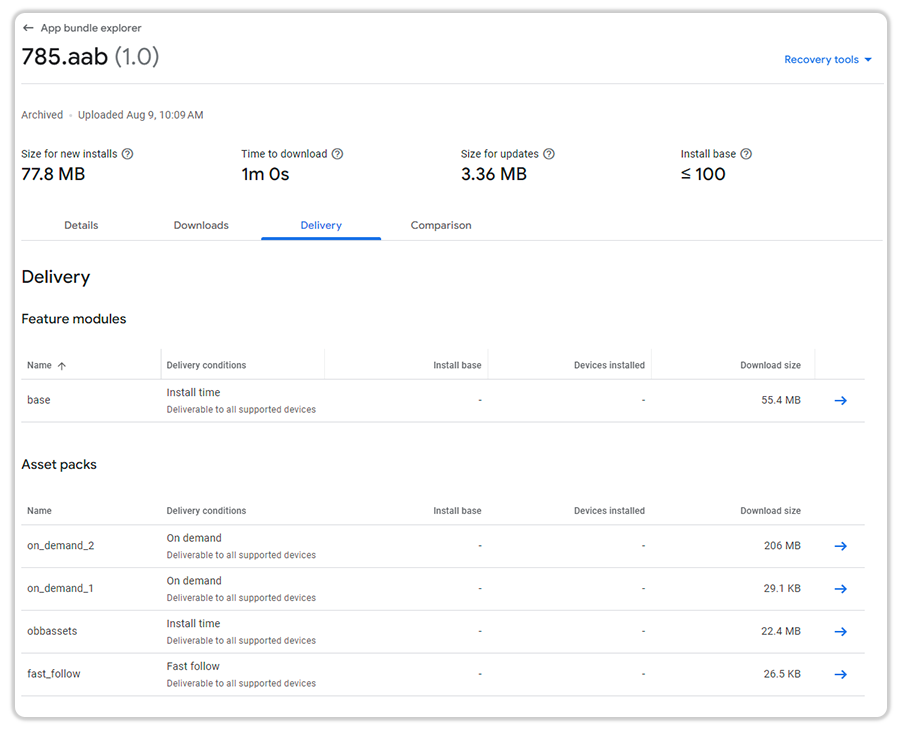 ← App bundle explorer
785.aab (1.0)
Recovery tools
Archived • Uploaded Aug 9, 10:09 AM
Size for new installs Time to download Size for updates Install base
77.8 MB 1m 0s 3.36 MB ≤ 100
Details Downloads Delivery Comparison
Delivery
Feature modules
Name ↑ Delivery conditions Install base Devices installed Download size
base Install time - - 55.4 MB →
Deliverable to all supported devices
Asset packs
Name Delivery conditions Install base Devices installed Download size
on_demand_2 On demand - - 206 MB →
Deliverable to all supported devices
on_demand_1 On demand - - 29.1 KB →
Deliverable to all supported devices
obbassets Install time - - 22.4 MB →
Deliverable to all supported devices
fast_follow Fast follow - - 26.5 KB →
Deliverable to all supported devices